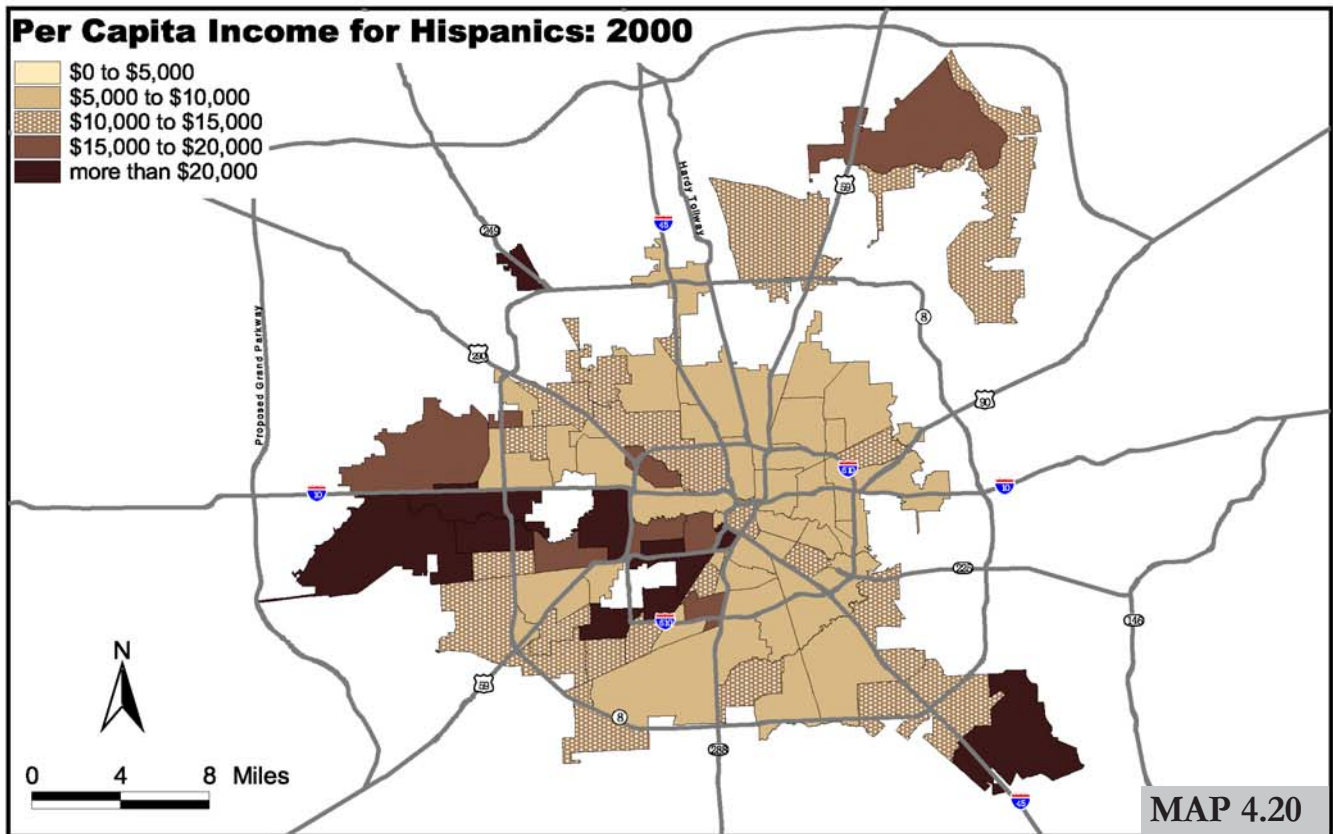 Per Capita Income for Hispanics: 2000
$0 to $5,000
$5,000 to $10,000
$10,000 to $15,000
$15,000 to $20,000
more than $20,000
Hardy Tollway
59
45
249
Proposed Grand Parkway
8
290
90
610
10
10
225
146
610
59
8
288
45
N
0 4 8 Miles
MAP 4.20